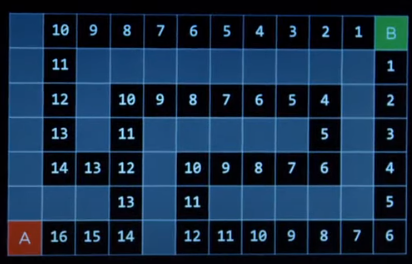 10 9 8 7 6 5 4 3 2 1 B
11 1
12 10 9 8 7 6 5 4 2
13 11 5 3
14 13 12 10 9 8 7 6 4
13 11 5
A 16 15 14 12 11 10 9 8 7 6